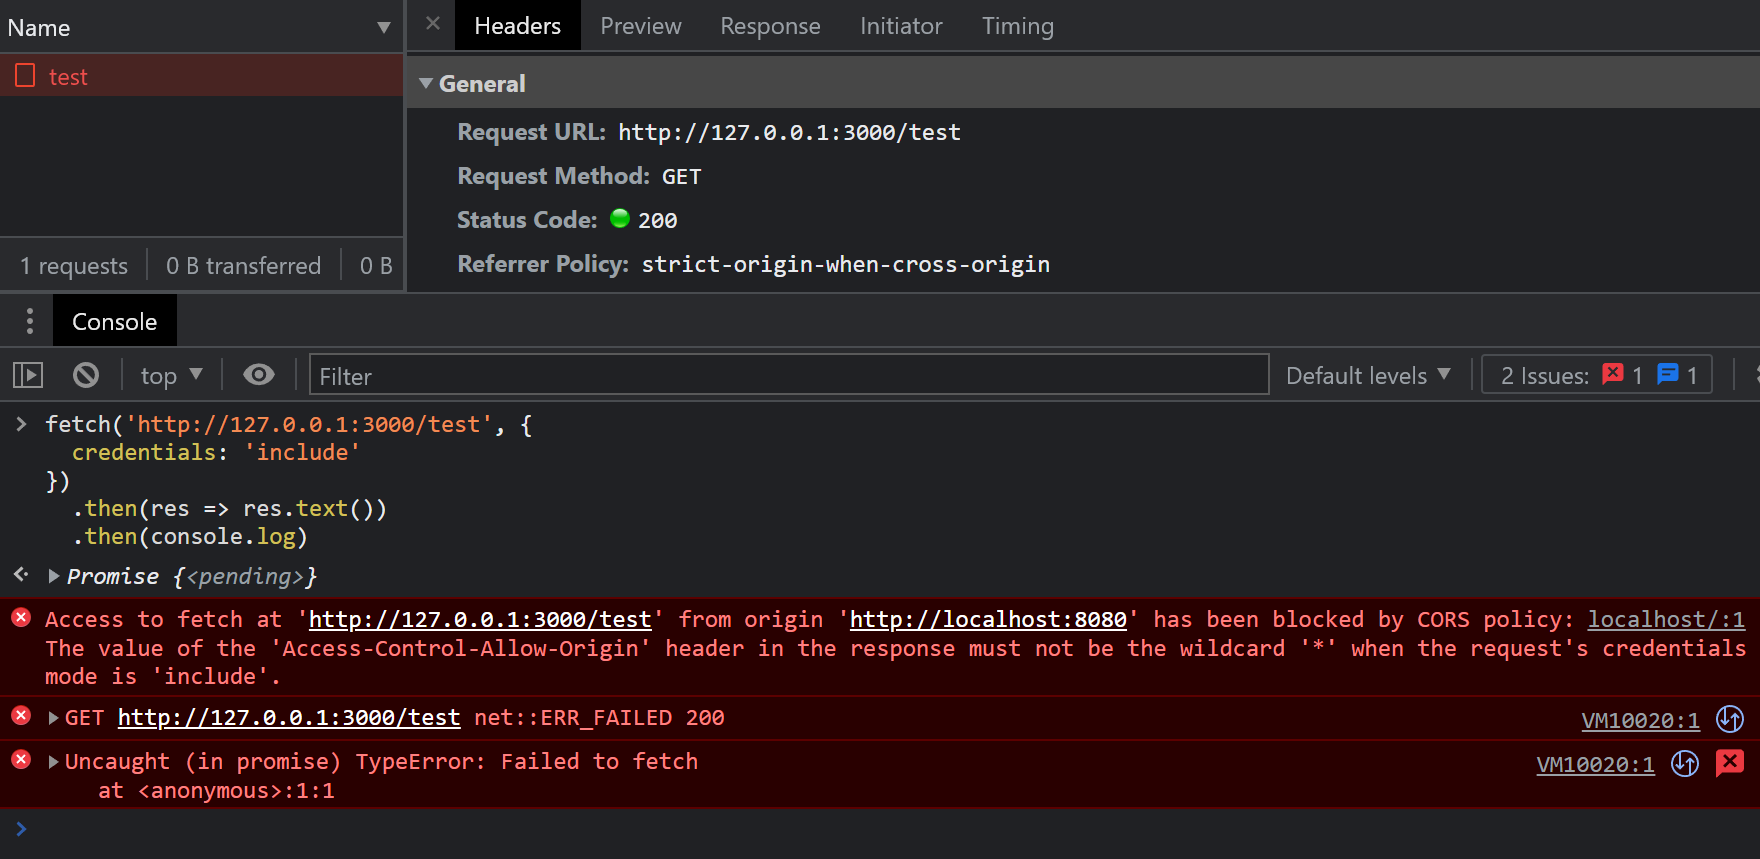 Name
test
1 requests
0 B transferred
0 B
Headers Preview Response Initiator Timing
General
Request URL: http://127.0.0.1:3000/test
Request Method: GET
Status Code: 200
Referrer Policy: strict-origin-when-cross-origin
Console
top
Filter
Default levels
2 Issues: 1 1
fetch('http://127.0.0.1:3000/test', {
credentials: 'include'
})
.then(res => res.text())
.then(console.log)
Promise {<pending>}
Access to fetch at 'http://127.0.0.1:3000/test' from origin 'http://localhost:8080' has been blocked by CORS policy: localhost/:1
The value of the 'Access-Control-Allow-Origin' header in the response must not be the wildcard '*' when the request's credentials
mode is 'include'.
GET http://127.0.0.1:3000/test net::ERR_FAILED 200 VM10020:1
Uncaught (in promise) TypeError: Failed to fetch VM10020:1
at <anonymous>:1:1